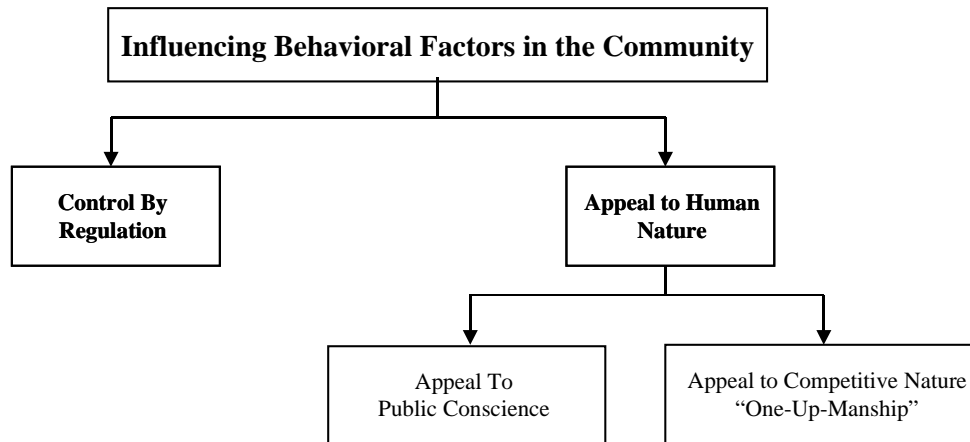 Influencing Behavioral Factors in the Community
Control By
Regulation
Appeal to Human
Nature
Appeal To
Public Conscience
Appeal to Competitive Nature
“One-Up-Manship”